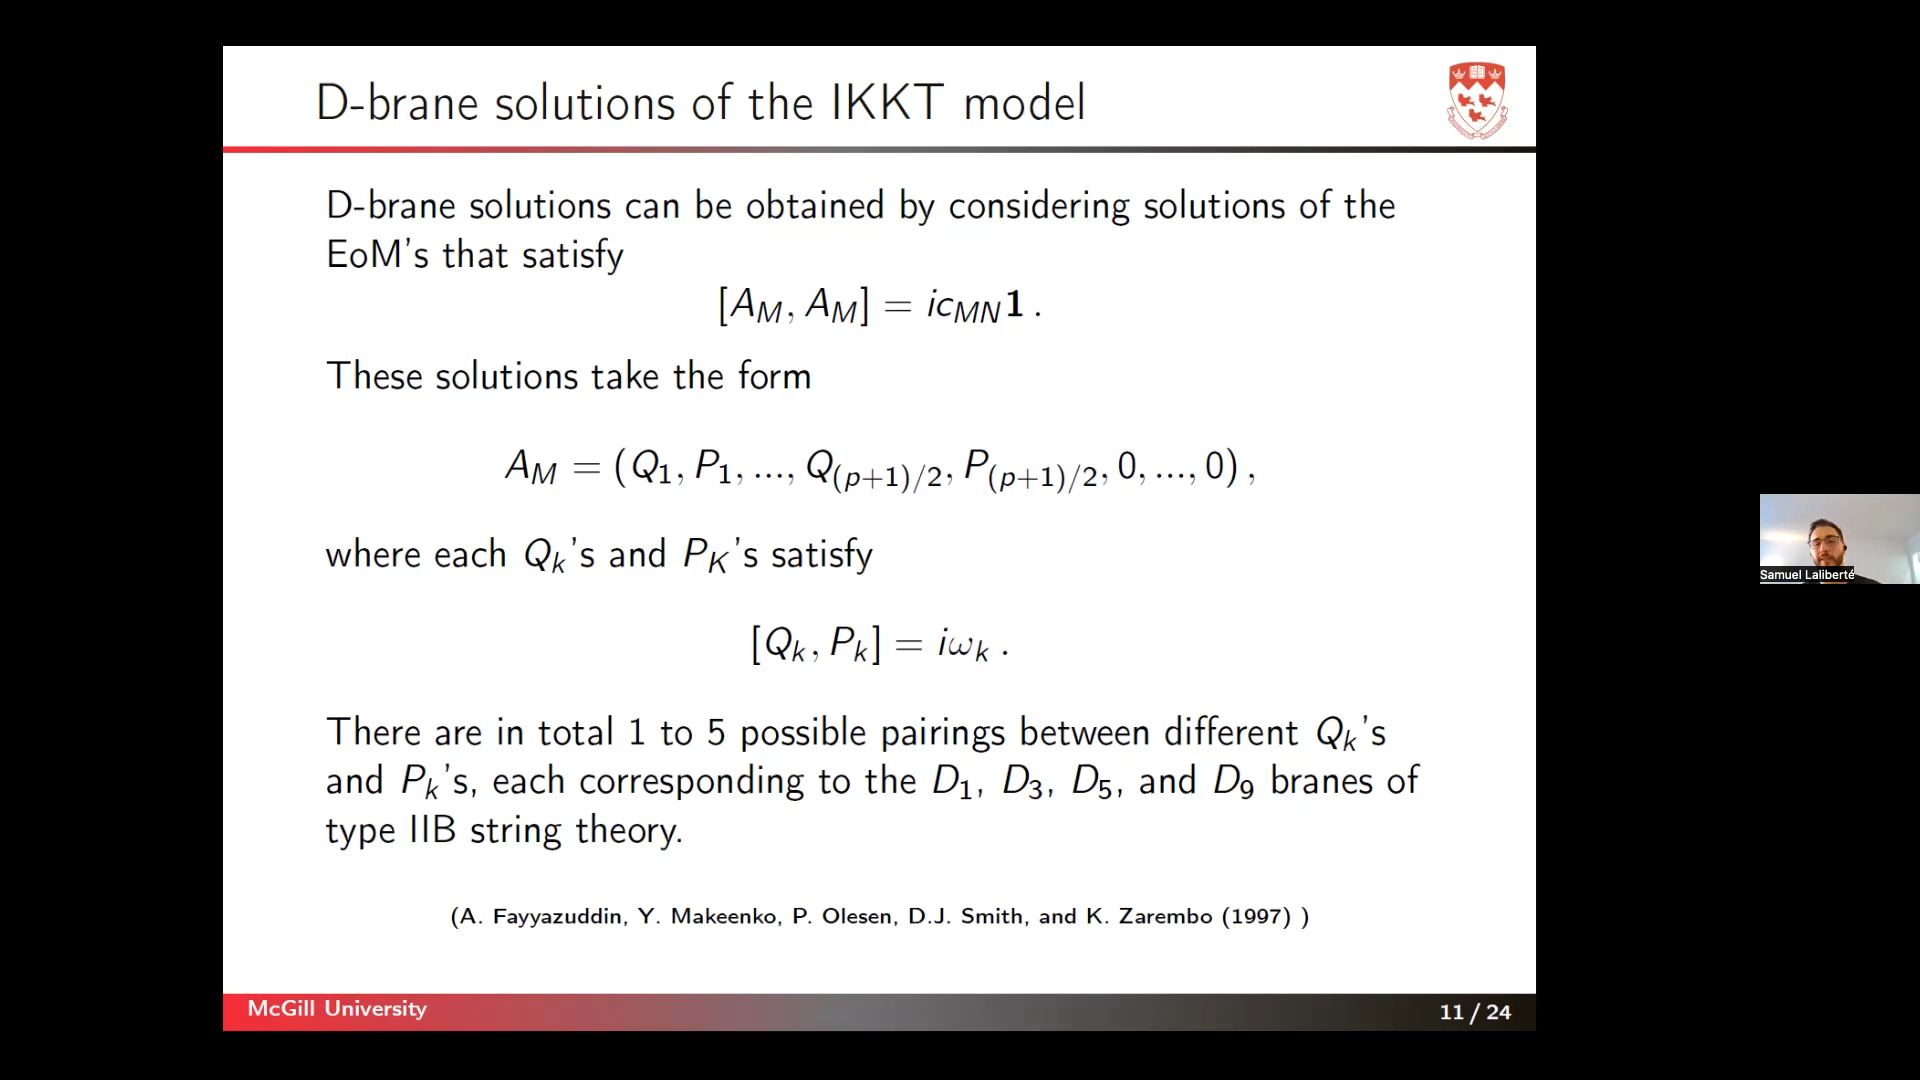 D-brane solutions of the IKKT model
D-brane solutions can be obtained by considering solutions of the
EoM's that satisfy
[A_M, A_M] = ic_{MN} 1 .
These solutions take the form
A_M = (Q_1, P_1, ..., Q_{(p+1)/2}, P_{(p+1)/2}, 0, ..., 0) ,
where each Q_k's and P_K's satisfy
[Q_k, P_k] = iω_k .
There are in total 1 to 5 possible pairings between different Q_k's
and P_k's, each corresponding to the D_1, D_3, D_5, and D_9 branes of
type IIB string theory.
(A. Fayyazuddin, Y. Makeenko, P. Olesen, D.J. Smith, and K. Zarembo (1997) )
McGill University
11 / 24
Samuel Laliberté